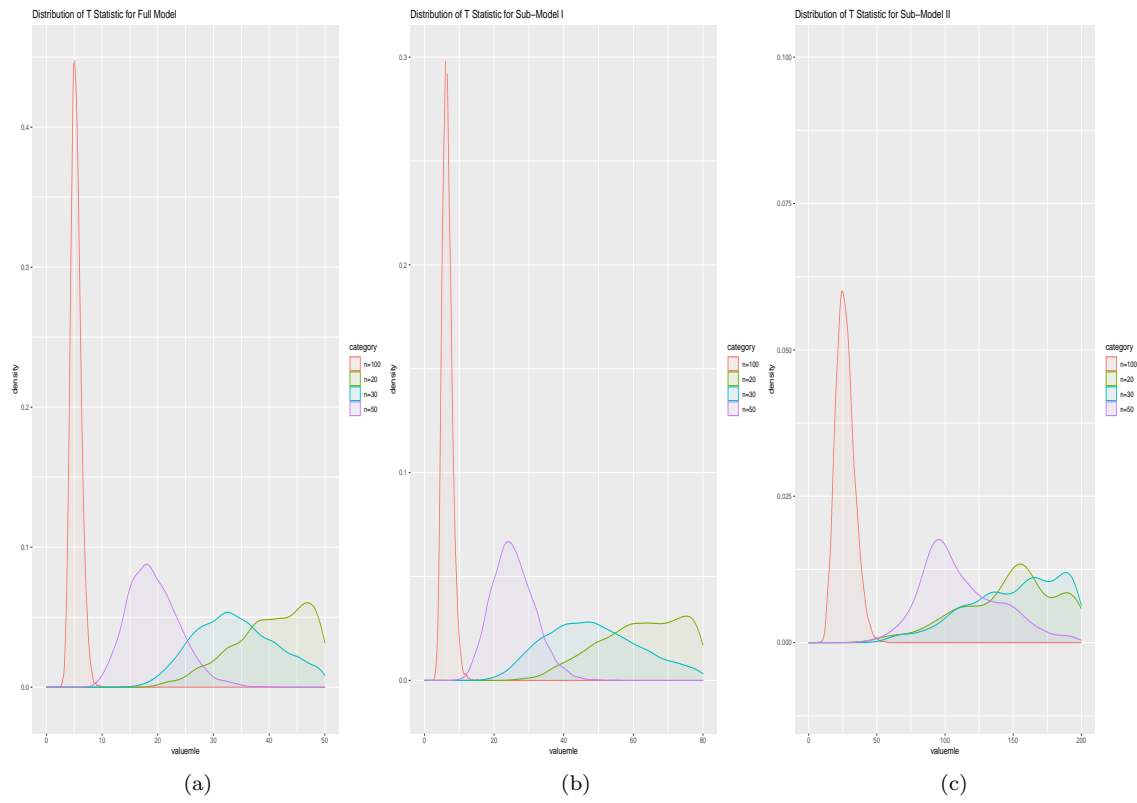 Distribution of T Statistic for Full Model
density
0.4
0.3
0.2
0.1
0.0
0 10 20 30 40 50
valuemle
category
n=100
n=20
n=30
n=50
(a)
Distribution of T Statistic for Sub−Model I
density
0.3
0.2
0.1
0.0
0 20 40 60 80
valuemle
category
n=100
n=20
n=30
n=50
(b)
Distribution of T Statistic for Sub−Model II
density
0.100
0.075
0.050
0.025
0.000
0 50 100 150 200
valuemle
category
n=100
n=20
n=30
n=50
(c)